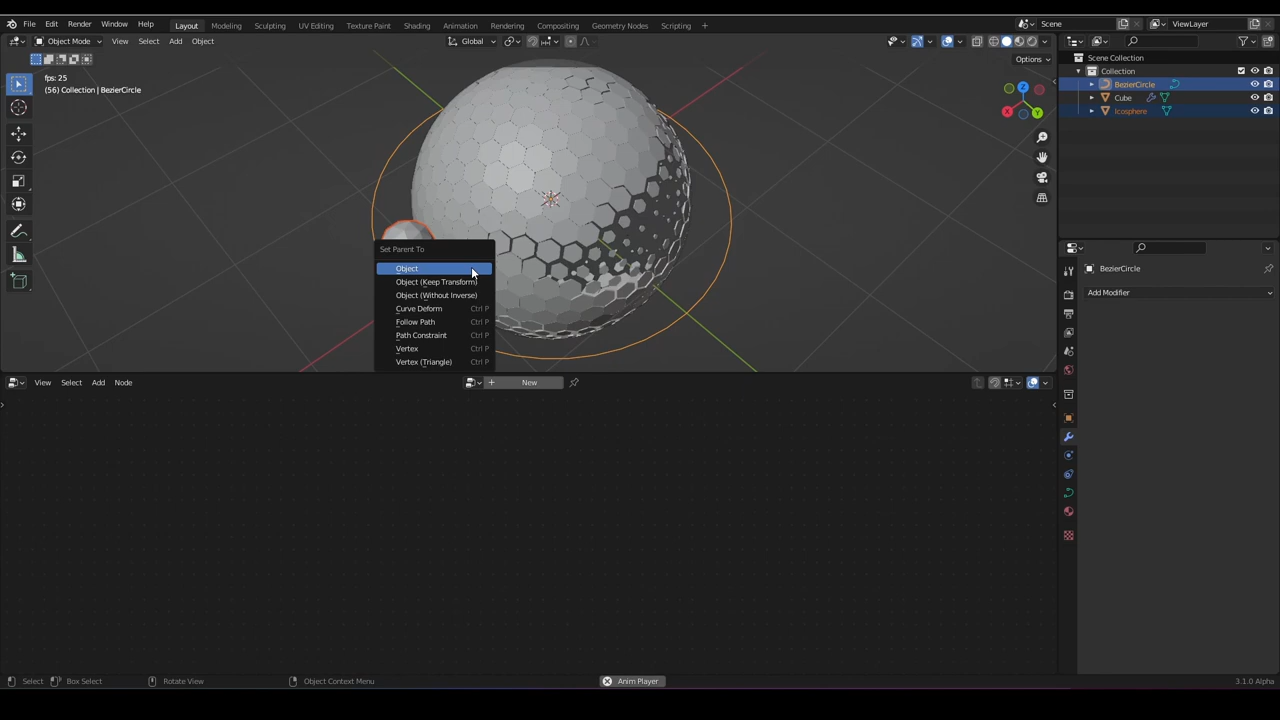 File Edit Render Window Help Layout Modeling Sculpting UV Editing Texture Paint Shading Animation Rendering Compositing Geometry Nodes Scripting + Scene ViewLayer
Object Mode View Select Add Object Global
Options
fps: 25
(56) Collection | BezierCircle
Z
X
Y
Scene Collection
Collection
BezierCircle
Cube
Icosphere
Set Parent To
Object
Object (Keep Transform)
Object (Without Inverse)
Curve Deform Ctrl P
Follow Path Ctrl P
Path Constraint Ctrl P
Vertex Ctrl P
Vertex (Triangle) Ctrl P
BezierCircle
Add Modifier
View Select Add Node + New
Select Box Select Rotate View Object Context Menu Anim Player 3.1.0 Alpha